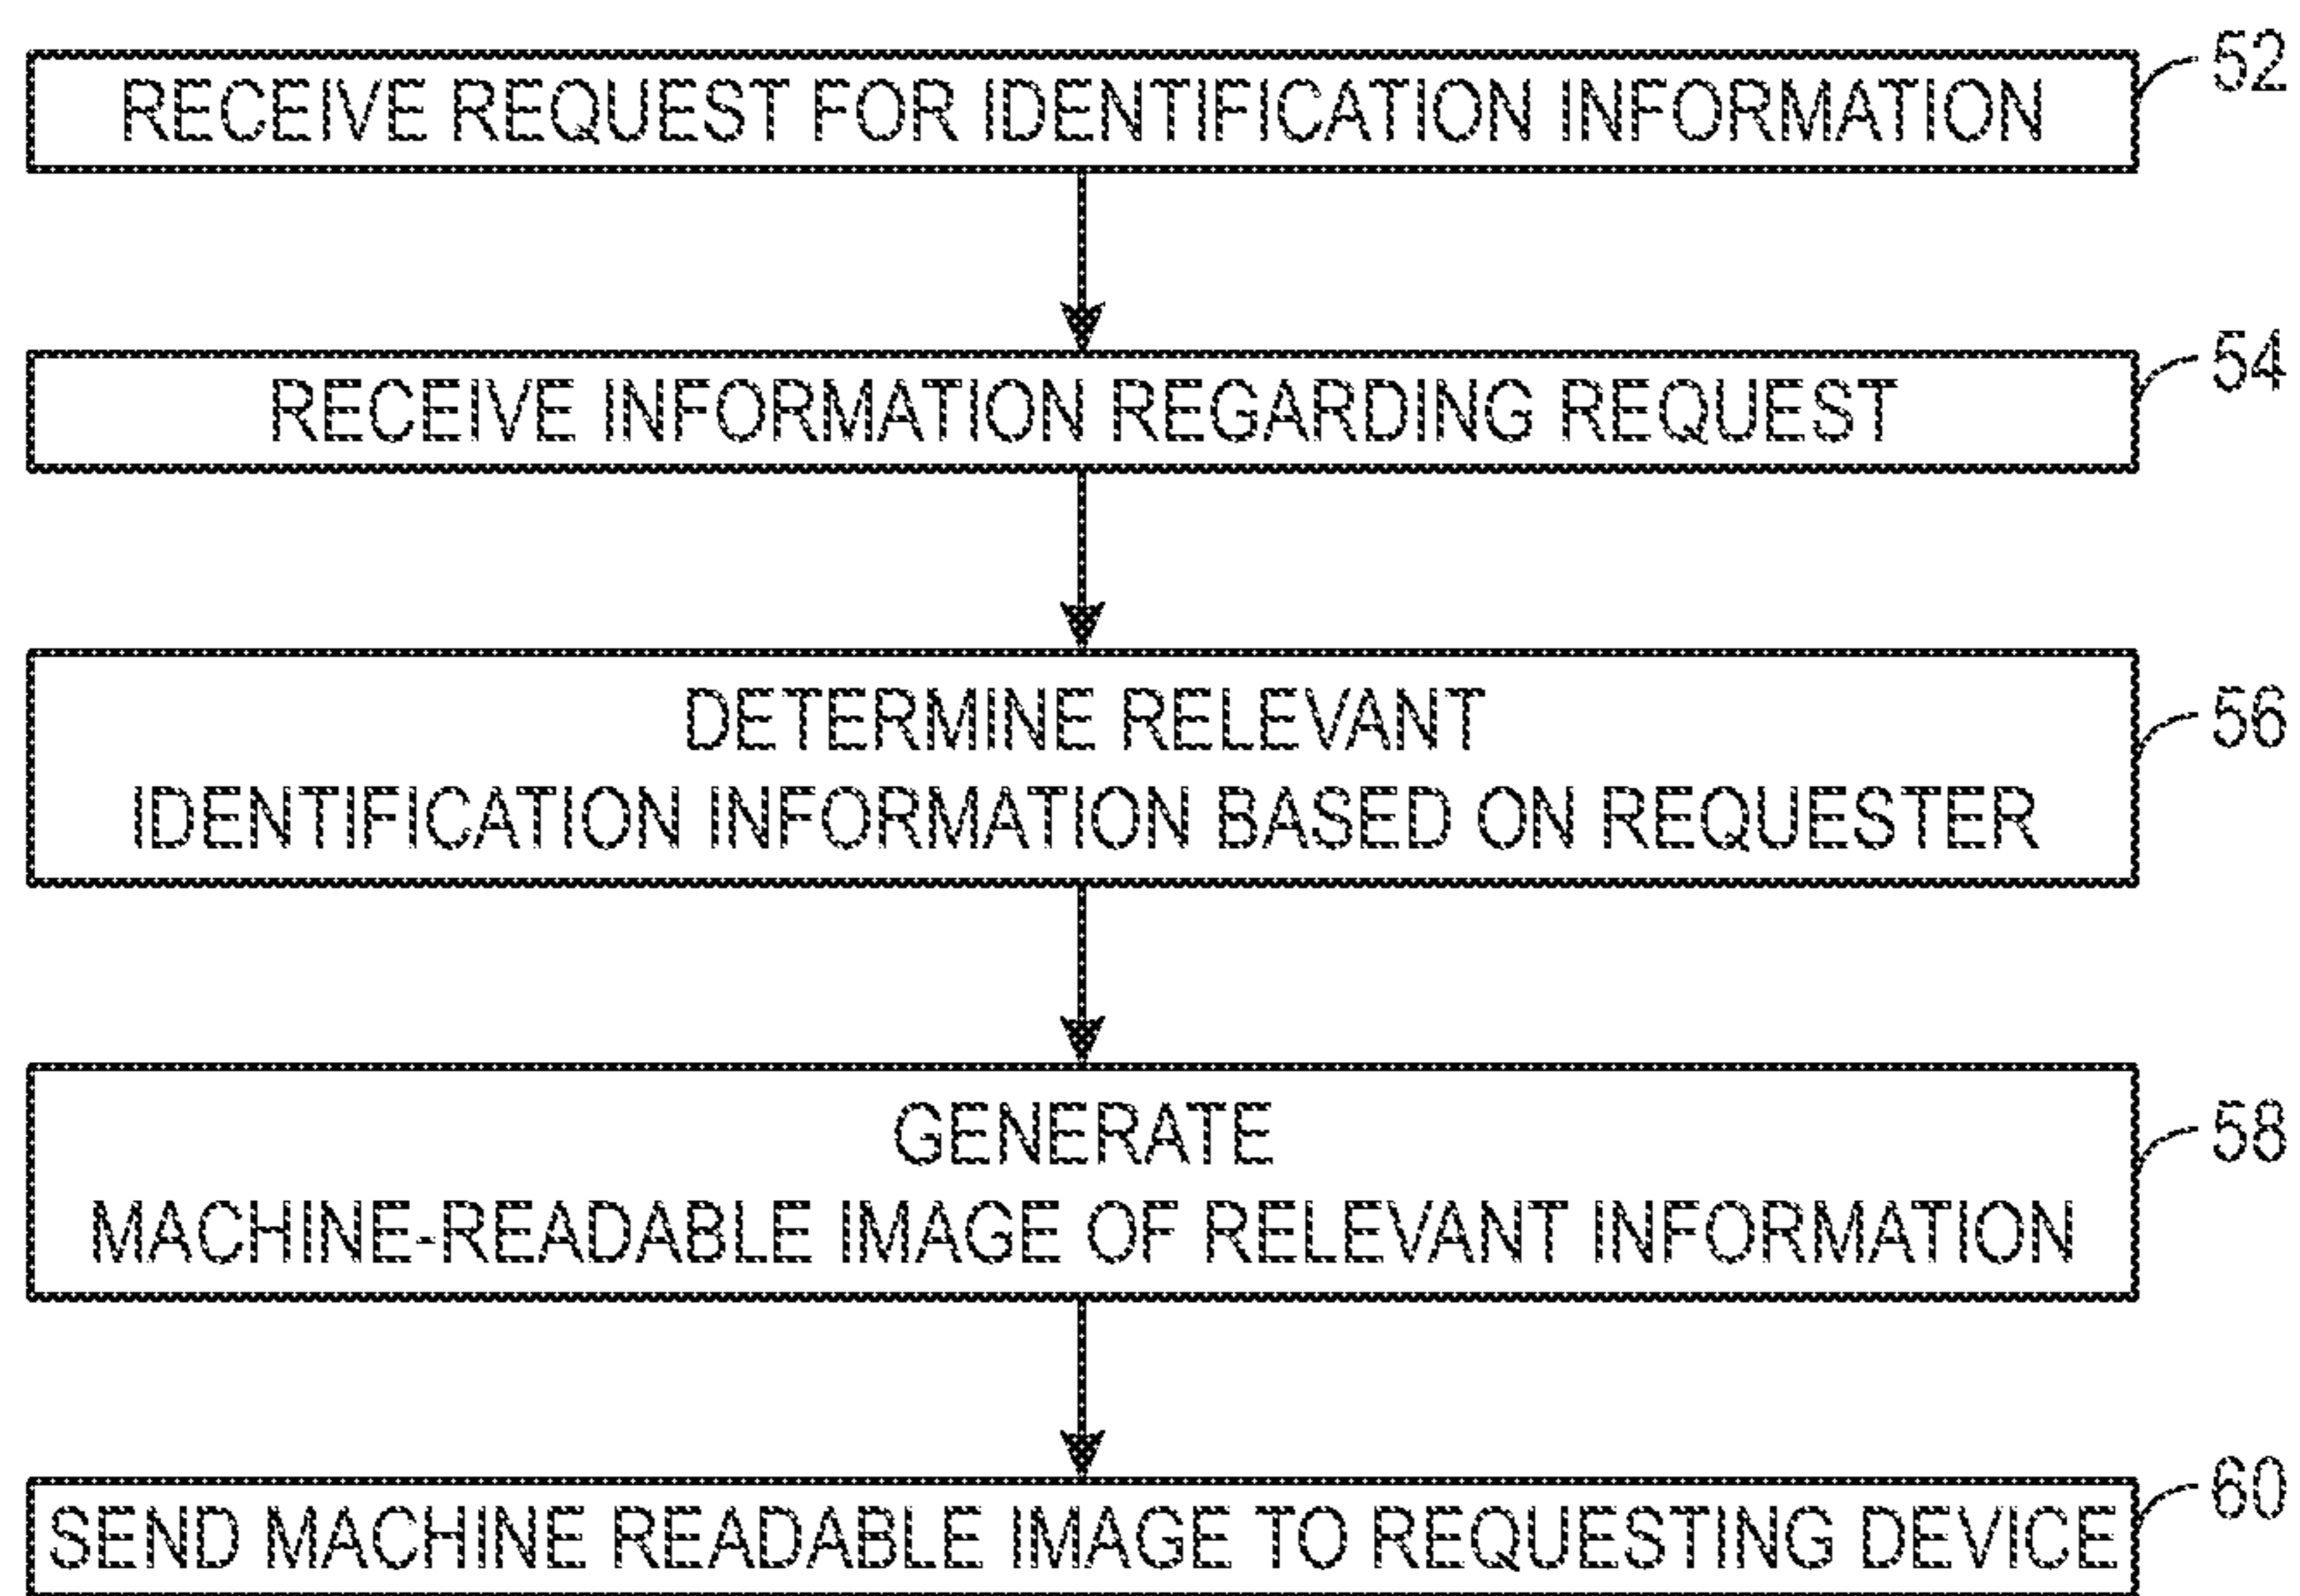 RECEIVE REQUEST FOR IDENTIFICATION INFORMATION 52
RECEIVE INFORMATION REGARDING REQUEST 54
DETERMINE RELEVANT
IDENTIFICATION INFORMATION BASED ON REQUESTER
56
GENERATE
MACHINE-READABLE IMAGE OF RELEVANT INFORMATION
58
SEND MACHINE READABLE IMAGE TO REQUESTING DEVICE 60